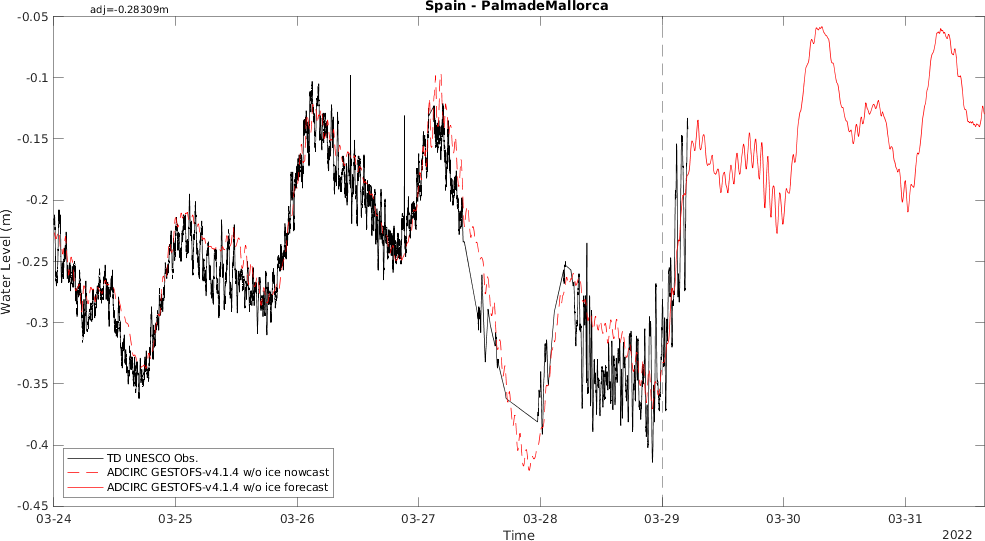 Spain - PalmadeMallorca
adj=-0.28309m
-0.05
-0.1
-0.15
-0.2
-0.25
-0.3
-0.35
-0.4
-0.45
Water Level (m)
TD UNESCO Obs.
ADCIRC GESTOFS-v4.1.4 w/o ice nowcast
ADCIRC GESTOFS-v4.1.4 w/o ice forecast
03-24 03-25 03-26 03-27 03-28 03-29 03-30 03-31
Time
2022